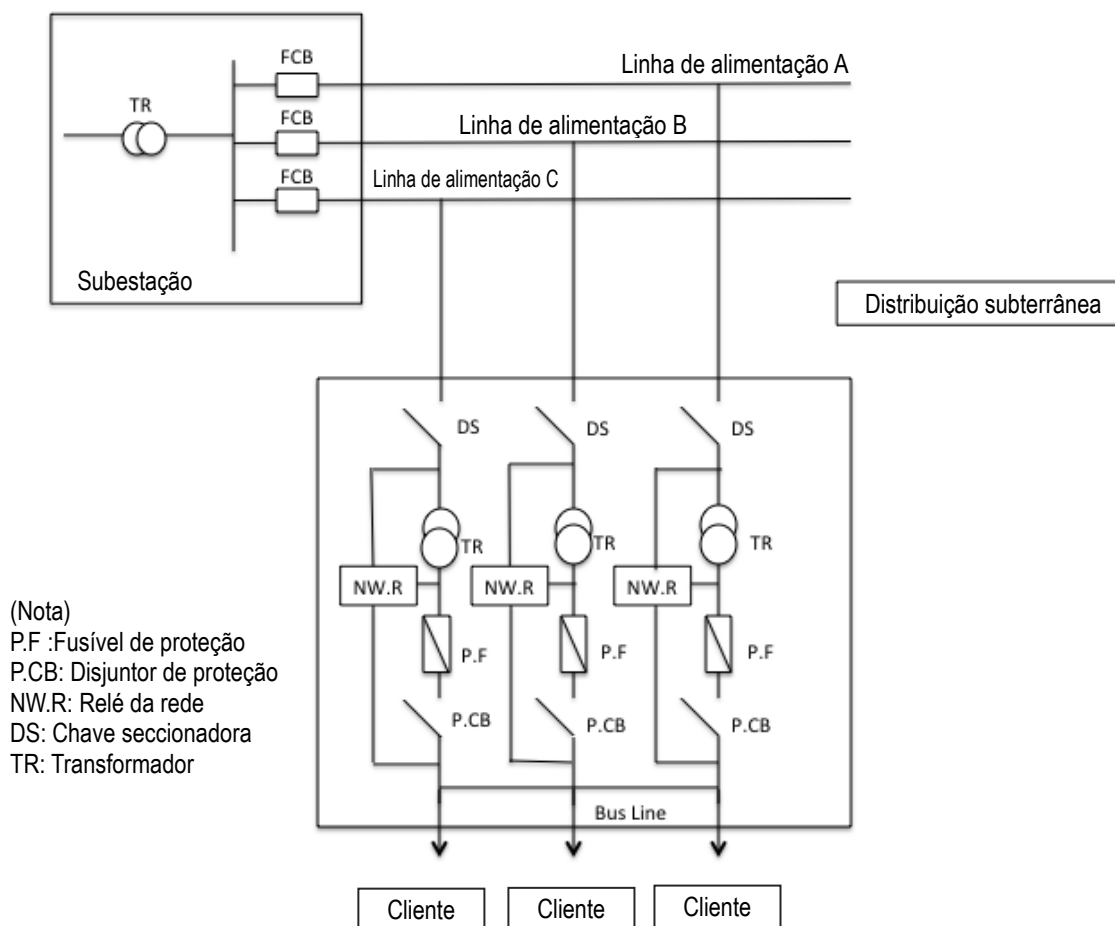 FCB
Linha de alimentação A
TR
FCB
Linha de alimentação B
FCB
Linha de alimentação C
Subestação
Distribuição subterrânea
DS
DS
DS
TR
TR
TR
NW.R
NW.R
NW.R
P.F
P.F
P.F
P.CB
P.CB
P.CB
Bus Line
(Nota)
P.F :Fusível de proteção
P.CB: Disjuntor de proteção
NW.R: Relé da rede
DS: Chave seccionadora
TR: Transformador
Cliente
Cliente
Cliente